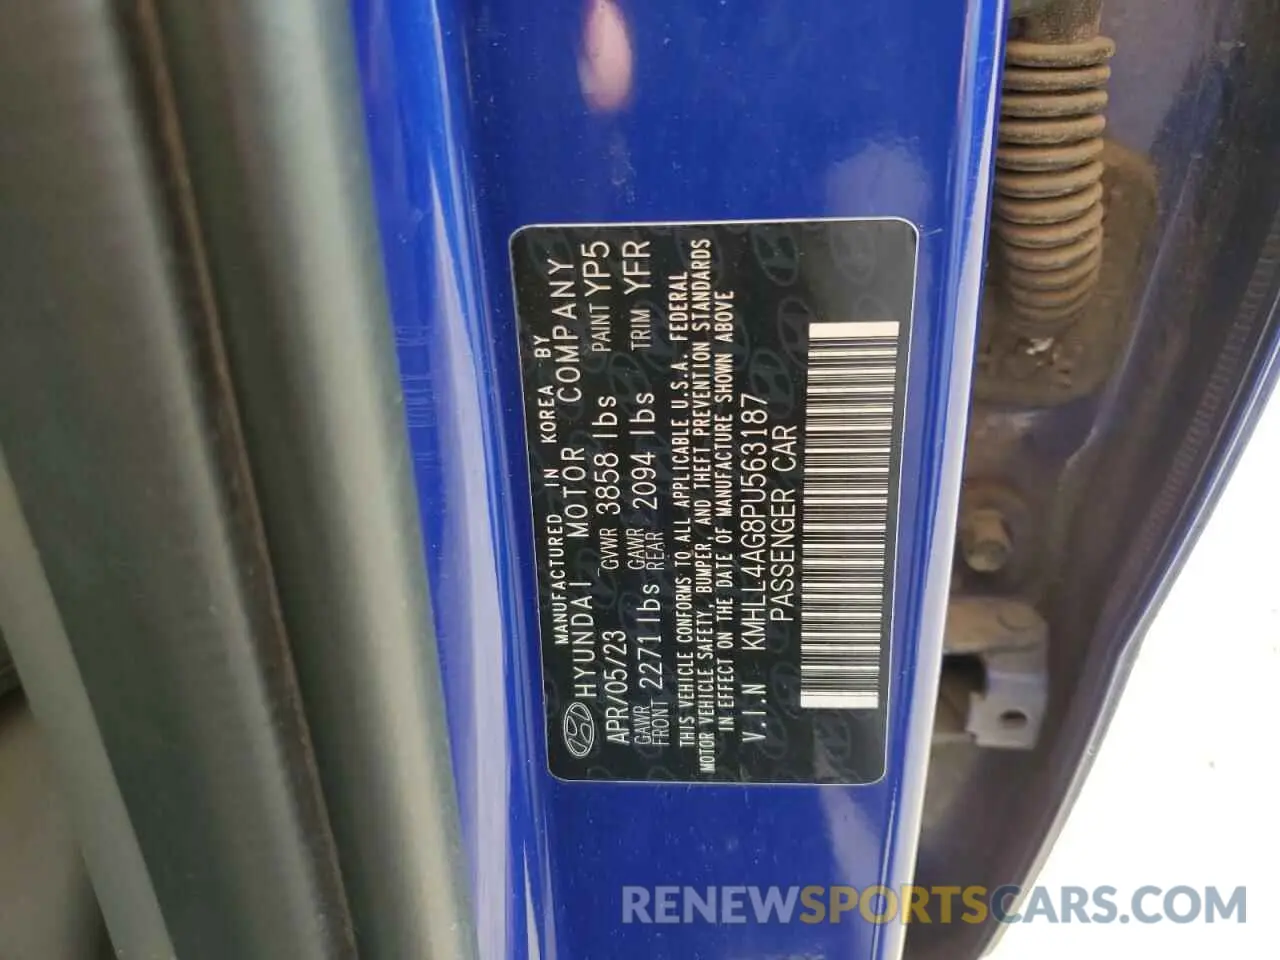 MANUFACTURED IN KOREA BY
HYUNDAI MOTOR COMPANY
APR/05/23 GVWR 3858 lbs PAINT YP5
GAWR FRONT 2271 lbs GAWR REAR 2094 lbs TRIM YFR
THIS VEHICLE CONFORMS TO ALL APPLICABLE U.S.A. FEDERAL
MOTOR VEHICLE SAFETY, BUMPER, AND THEFT PREVENTION STANDARDS
IN EFFECT ON THE DATE OF MANUFACTURE SHOWN ABOVE
V.I.N KMHLL4AG8PU563187
PASSENGER CAR
RENEWSPORTSCARS.COM